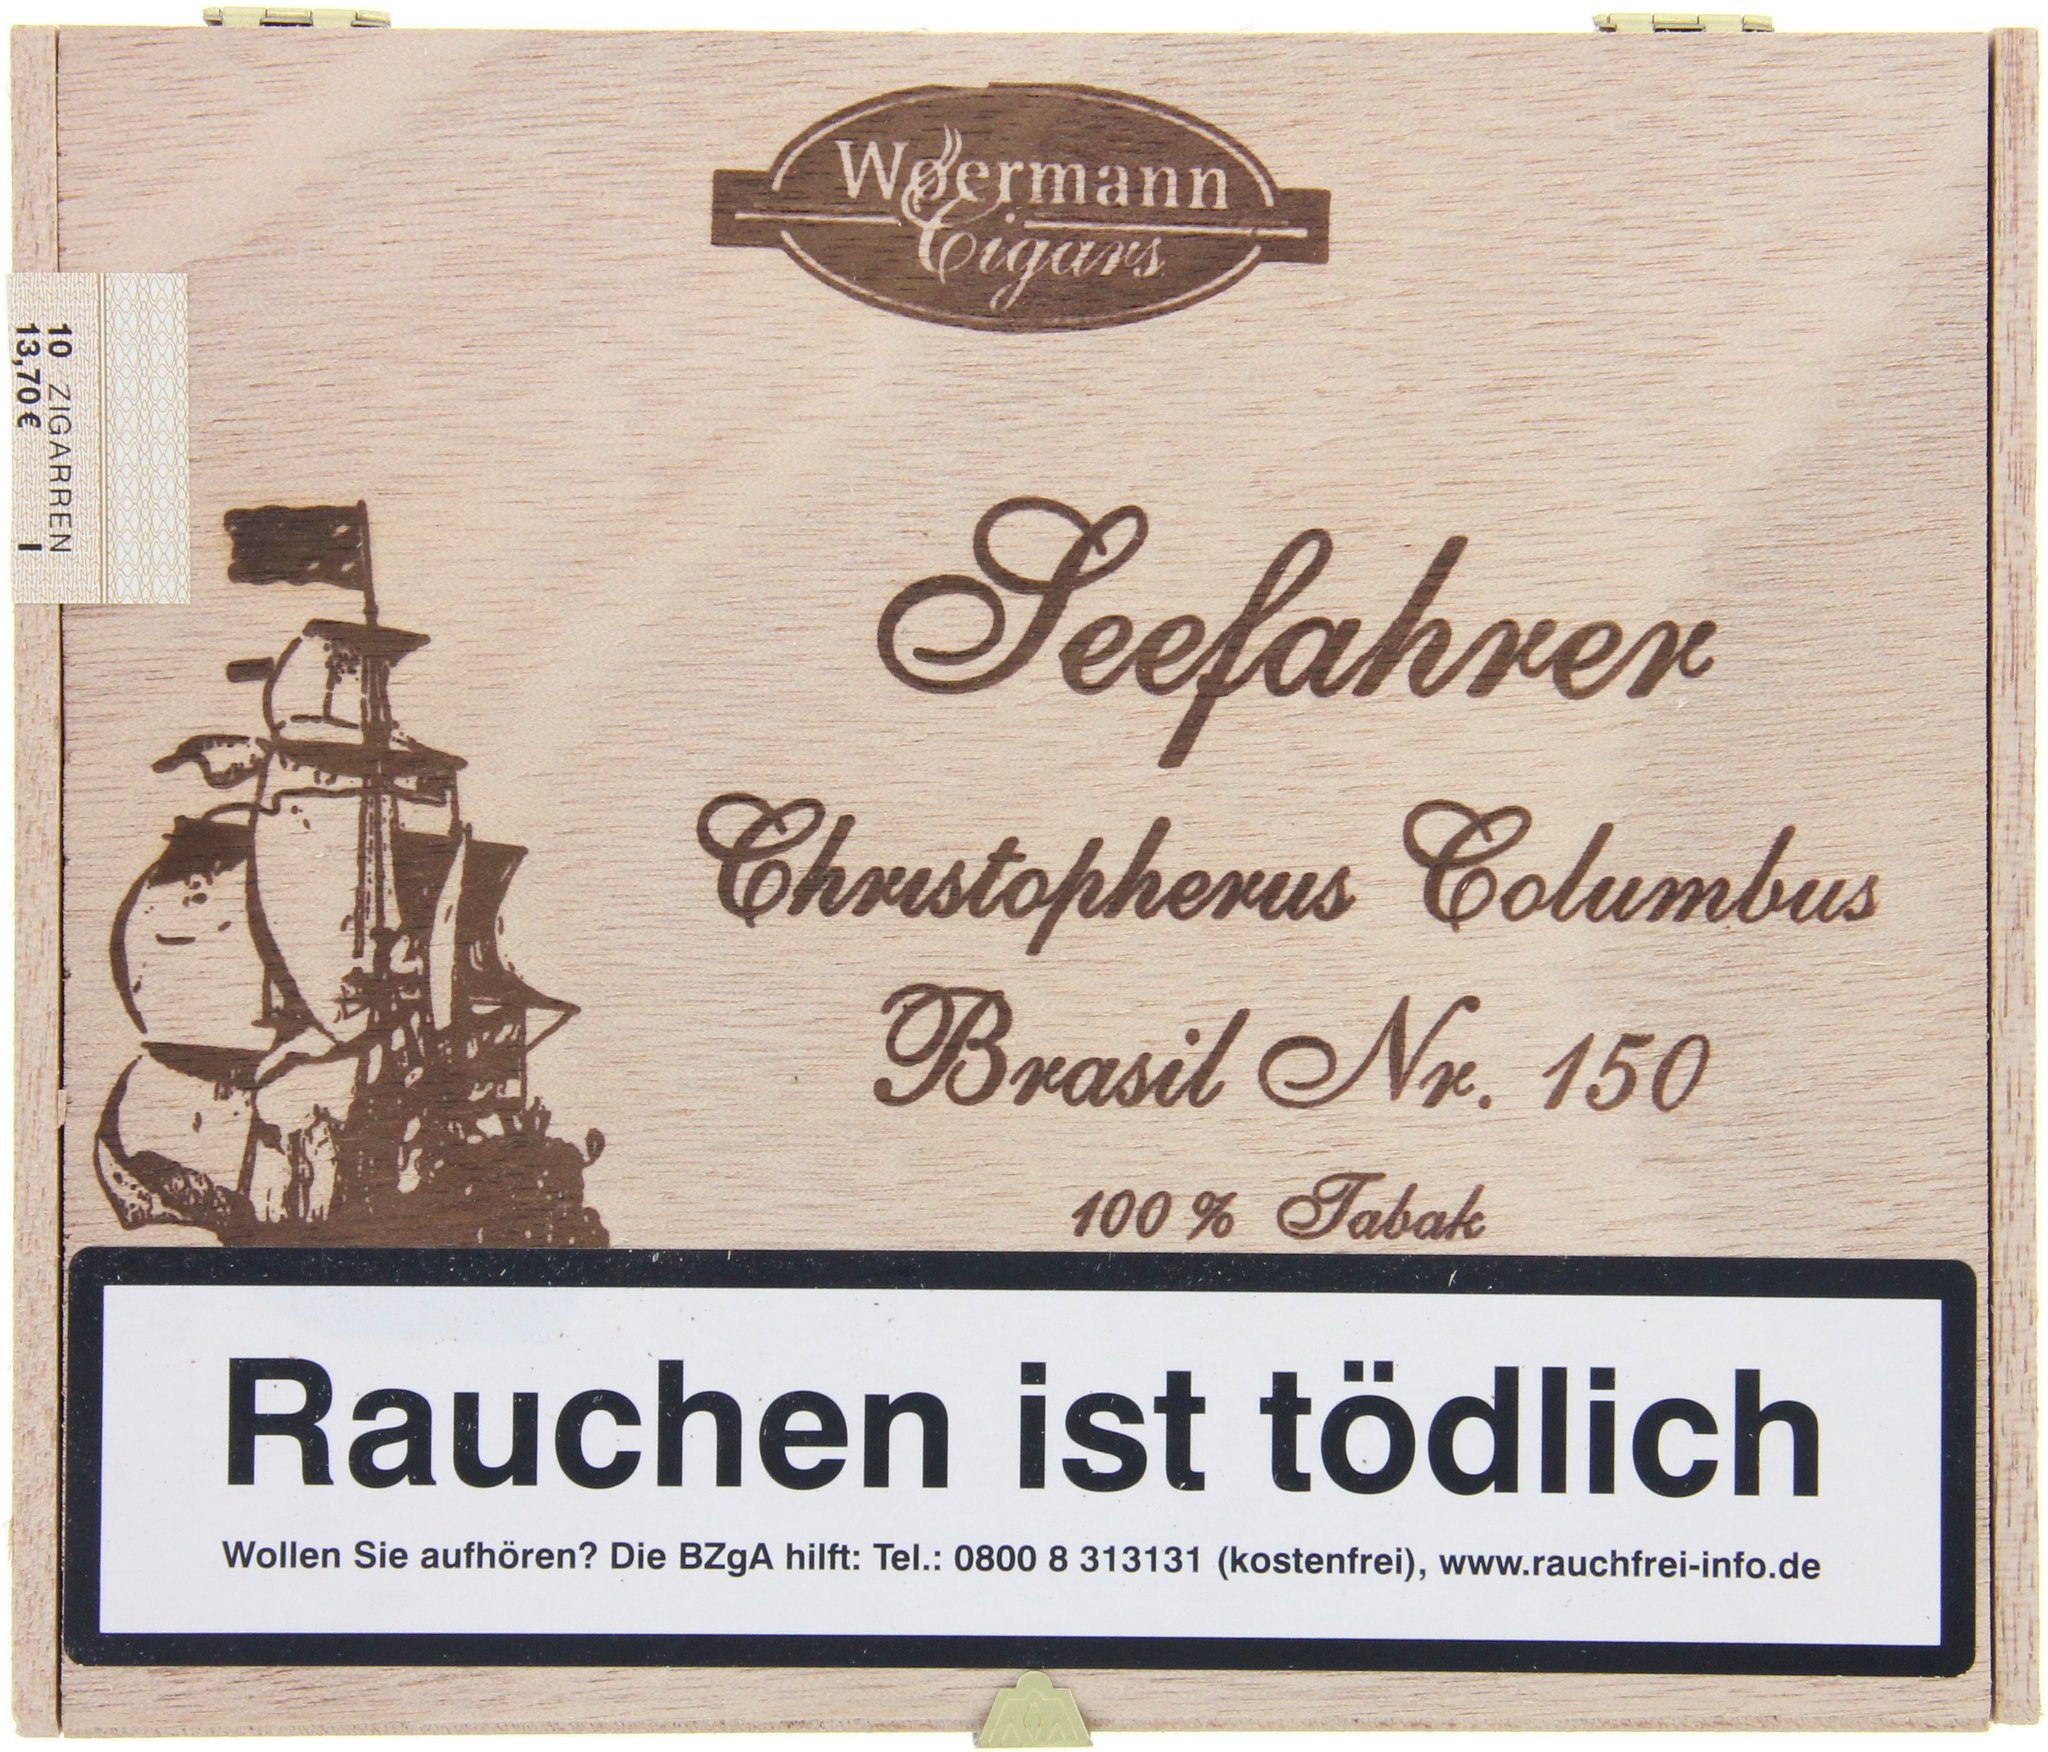 Woermann
Cigars
10 ZIGARREN
13,70 € I
Seefahrer
Christopherus Columbus
Brasil Nr. 150
100 % Tabak
Rauchen ist tödlich
Wollen Sie aufhören? Die BZgA hilft: Tel.: 0800 8 313131 (kostenfrei), www.rauchfrei-info.de